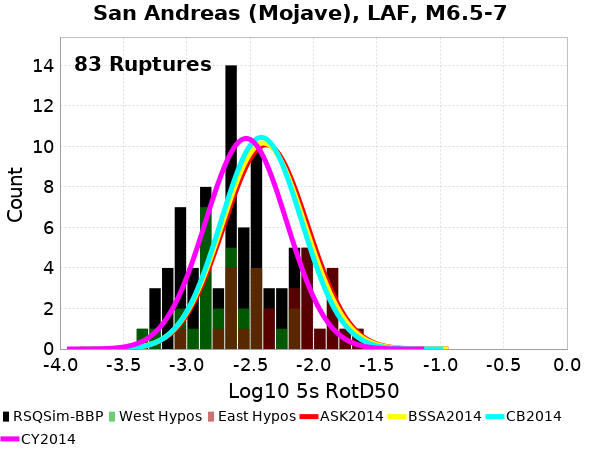 San Andreas (Mojave), LAF, M6.5-7
83 Ruptures
Count
14
12
10
8
6
4
2
0
-4.0 -3.5 -3.0 -2.5 -2.0 -1.5 -1.0 -0.5 0.0
Log10 5s RotD50
RSQSim-BBP West Hypos East Hypos ASK2014 BSSA2014 CB2014
CY2014